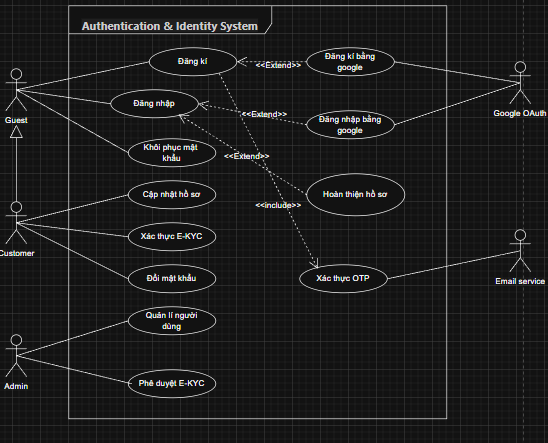 Authentication & Identity System
Đăng kí
<<Extend>>
Đăng kí bằng
google
Guest
Google OAuth
Đăng nhập
<<Extend>>
Đăng nhập bằng
google
Khôi phục mật
khẩu
<<Extend>>
Cập nhật hồ sơ
<<include>>
Hoàn thiện hồ sơ
Customer
Xác thực E-KYC
Đổi mật khẩu
Xác thực OTP
Email service
Quản lí người
dùng
Admin
Phê duyệt E-KYC